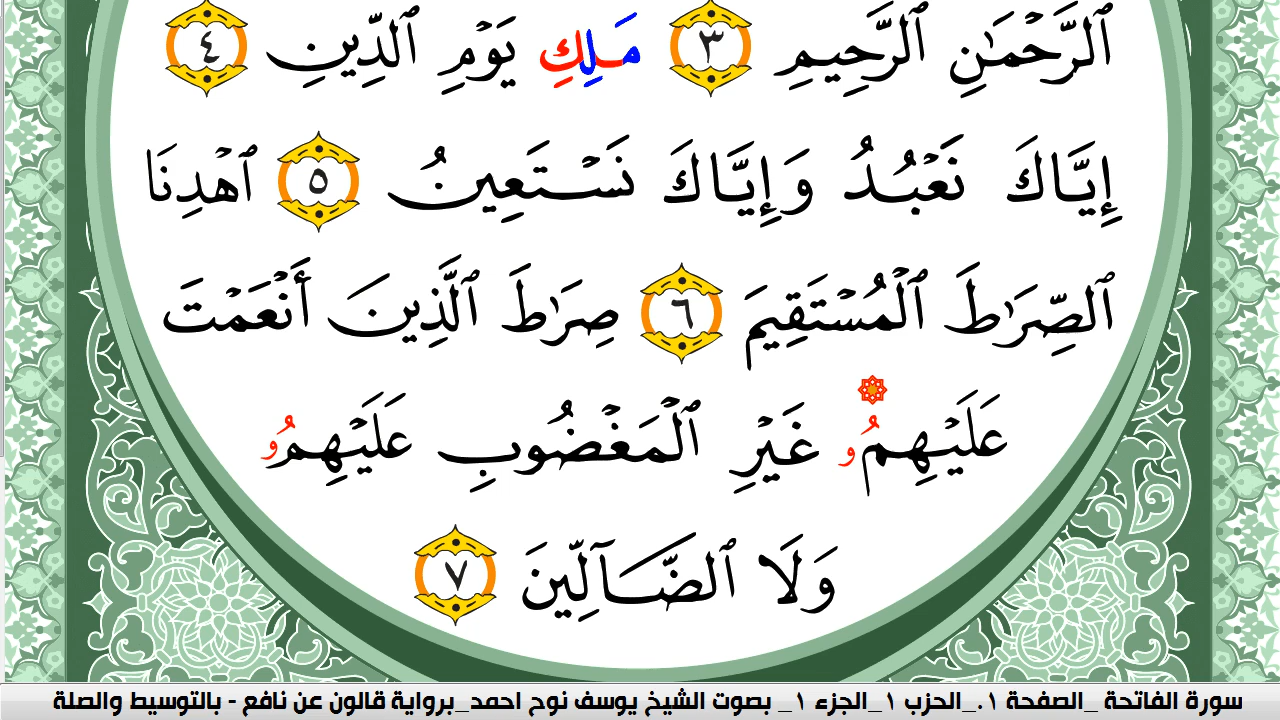 ٱلرَّحْمَٰنِ ٱلرَّحِيمِ ٣ مَلِكِ يَوْمِ ٱلدِّينِ ٤
إِيَّاكَ نَعْبُدُ وَإِيَّاكَ نَسْتَعِينُ ٥ ٱهْدِنَا
ٱلصِّرَٰطَ ٱلْمُسْتَقِيمَ ٦ صِرَٰطَ ٱلَّذِينَ أَنْعَمْتَ
عَلَيْهِمُۥ غَيْرِ ٱلْمَغْضُوبِ عَلَيْهِمُۥ
وَلَا ٱلضَّآلِّينَ ٧
سورة الفاتحة _الصفحة ١._الحزب ١_الجزء ١_ بصوت الشيخ يوسف نوح احمد_برواية قالون عن نافع - بالتوسيط والصلة